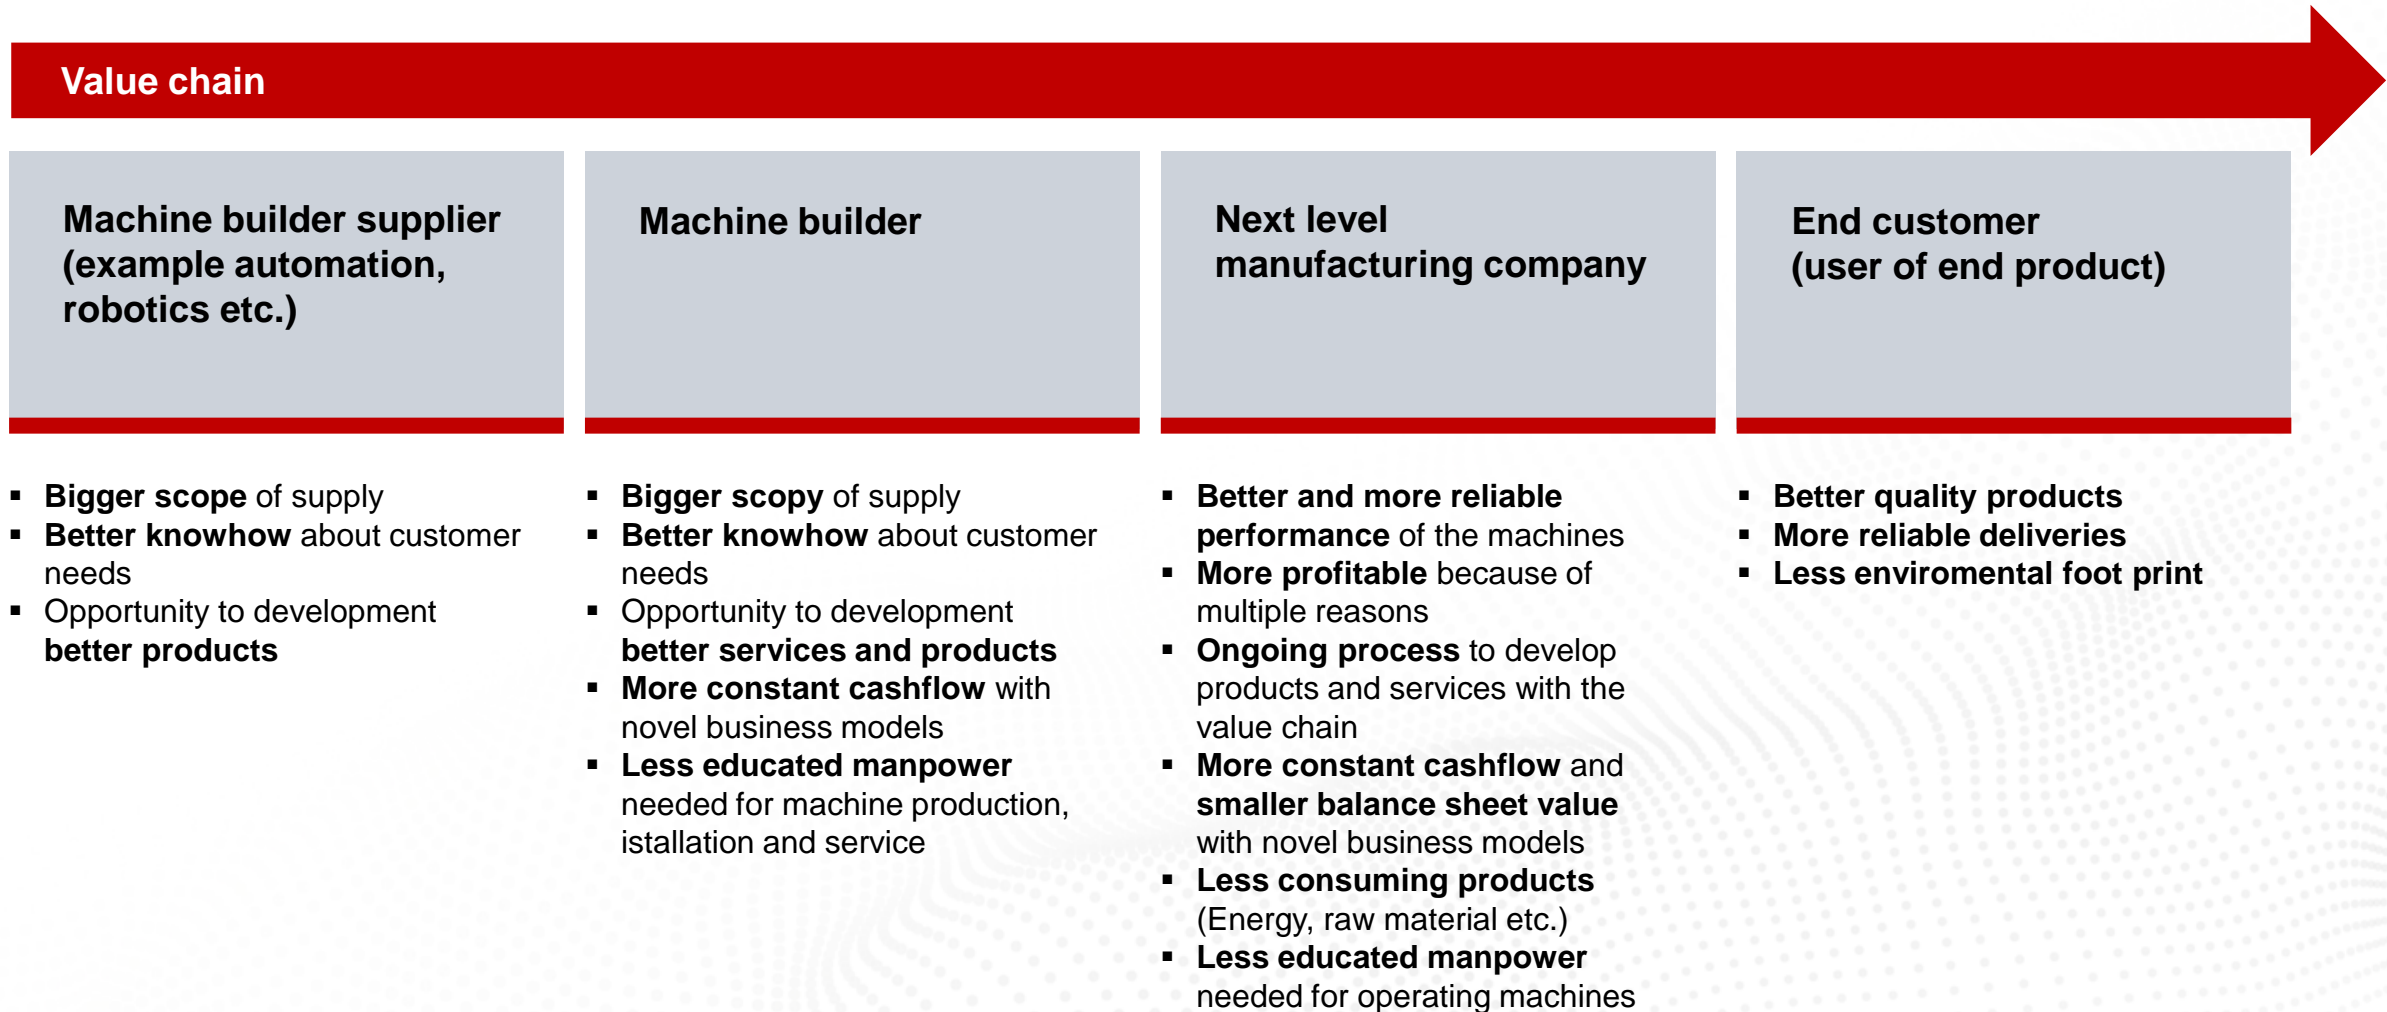 Value chain
Machine builder supplier
(example automation,
robotics etc.)
▪ Bigger scope of supply
▪ Better knowhow about customer
needs
▪ Opportunity to development
better products
Machine builder
▪ Bigger scopy of supply
▪ Better knowhow about customer
needs
▪ Opportunity to development
better services and products
▪ More constant cashflow with
novel business models
▪ Less educated manpower
needed for machine production,
istallation and service
Next level
manufacturing company
▪ Better and more reliable
performance of the machines
▪ More profitable because of
multiple reasons
▪ Ongoing process to develop
products and services with the
value chain
▪ More constant cashflow and
smaller balance sheet value
with novel business models
▪ Less consuming products
(Energy, raw material etc.)
▪ Less educated manpower
needed for operating machines
End customer
(user of end product)
▪ Better quality products
▪ More reliable deliveries
▪ Less enviromental foot print